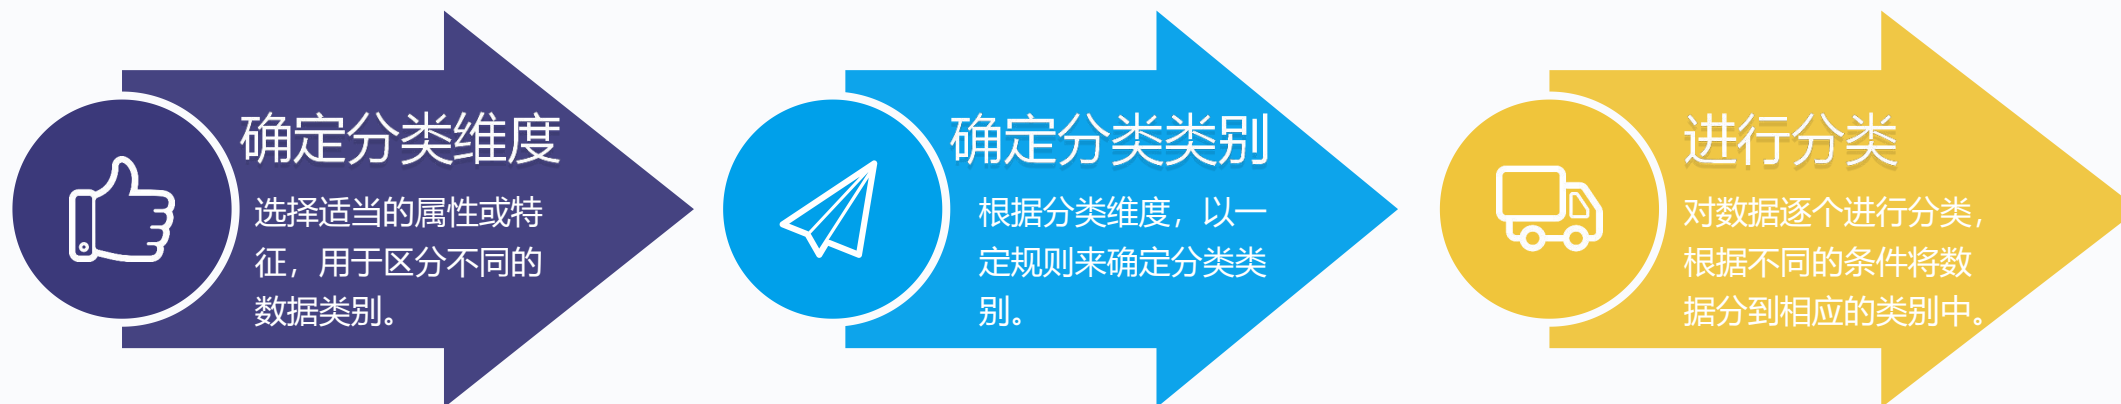 确定分类维度
选择适当的属性或特
征，用于区分不同的
数据类别。
确定分类类别
根据分类维度，以一
定规则来确定分类类
别。
进行分类
对数据逐个进行分类，
根据不同的条件将数
据分到相应的类别中。